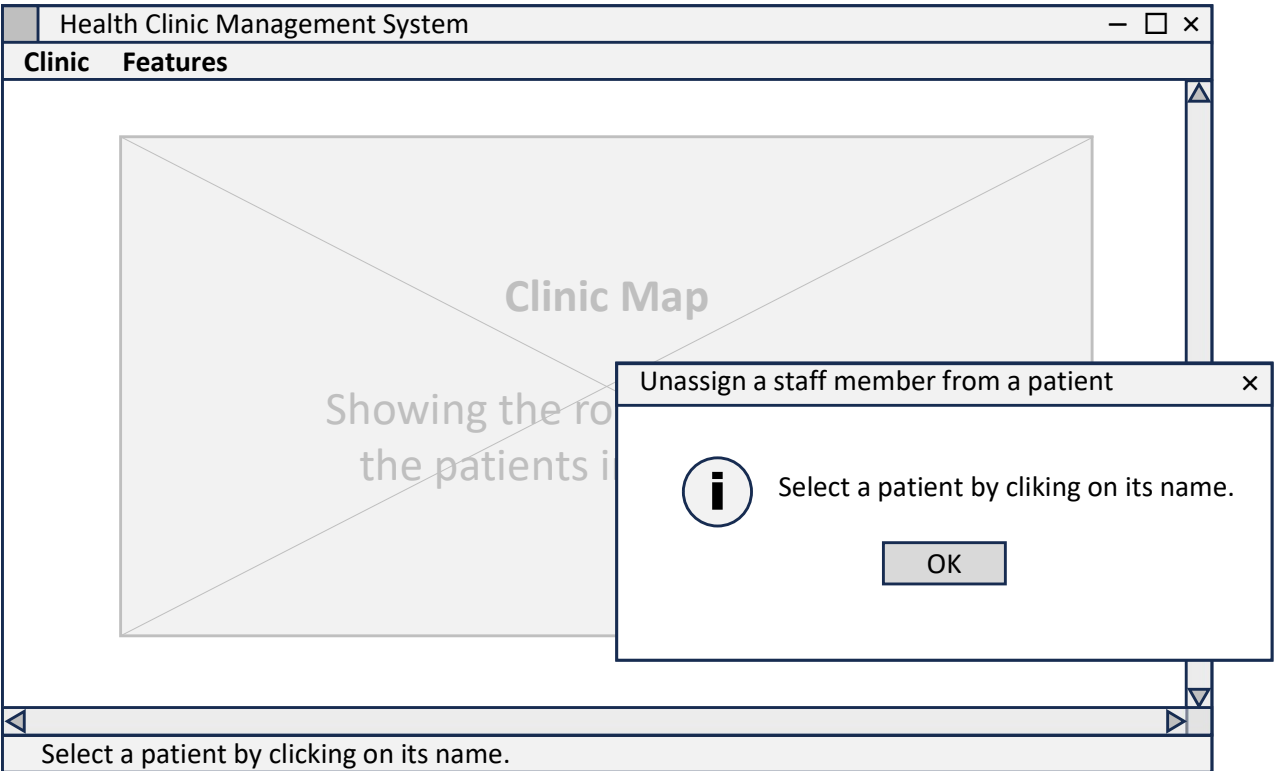 Health Clinic Management System
Clinic Features
Clinic Map
Showing the ro
the patients i
Unassign a staff member from a patient
i
Select a patient by cliking on its name.
OK
Select a patient by clicking on its name.